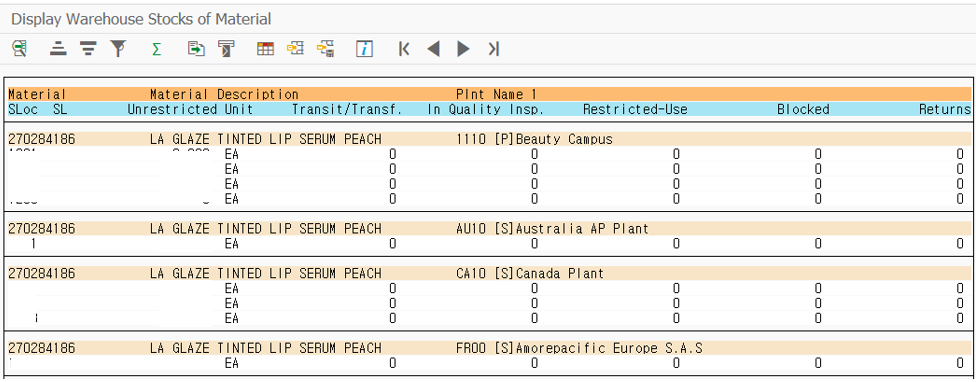 Display Warehouse Stocks of Material
Material Material Description Plnt Name 1
SLoc SL Unrestricted Unit Transit/Transf. In Quality Insp. Restricted-Use Blocked Returns
270284186 LA GLAZE TINTED LIP SERUM PEACH 1110 [P]Beauty Campus
EA 0 0 0 0 0
EA 0 0 0 0 0
EA 0 0 0 0 0
EA 0 0 0 0 0
270284186 LA GLAZE TINTED LIP SERUM PEACH AU10 [S]Australia AP Plant
1 EA 0 0 0 0 0
270284186 LA GLAZE TINTED LIP SERUM PEACH CA10 [S]Canada Plant
EA 0 0 0 0 0
EA 0 0 0 0 0
EA 0 0 0 0 0
270284186 LA GLAZE TINTED LIP SERUM PEACH FR00 [S]Amorepacific Europe S.A.S
EA 0 0 0 0 0